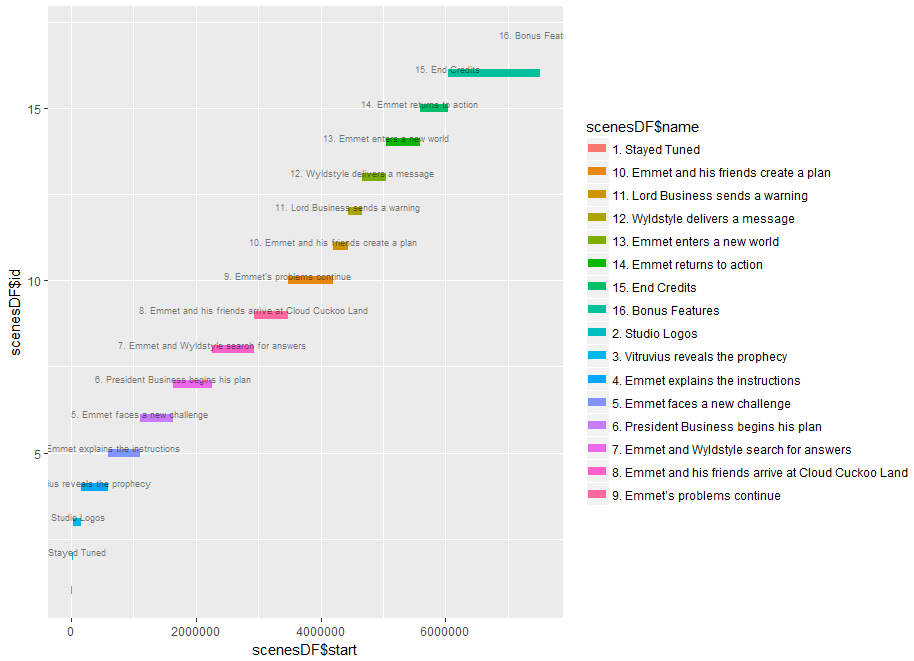 16. Bonus Feat
15. End Credits
15
14. Emmet returns to action
13. Emmet enters a new world
12. Wyldstyle delivers a message
11. Lord Business sends a warning
10. Emmet and his friends create a plan
10
9. Emmet's problems continue
8. Emmet and his friends arrive at Cloud Cuckoo Land
7. Emmet and Wyldstyle search for answers
6. President Business begins his plan
5. Emmet faces a new challenge
5
Emmet explains the instructions
ius reveals the prophecy
Studio Logos
Stayed Tuned
scenesDF$id
0
2000000
4000000
6000000
scenesDF$start
scenesDF$name
1. Stayed Tuned
10. Emmet and his friends create a plan
11. Lord Business sends a warning
12. Wyldstyle delivers a message
13. Emmet enters a new world
14. Emmet returns to action
15. End Credits
16. Bonus Features
2. Studio Logos
3. Vitruvius reveals the prophecy
4. Emmet explains the instructions
5. Emmet faces a new challenge
6. President Business begins his plan
7. Emmet and Wyldstyle search for answers
8. Emmet and his friends arrive at Cloud Cuckoo Land
9. Emmet's problems continue